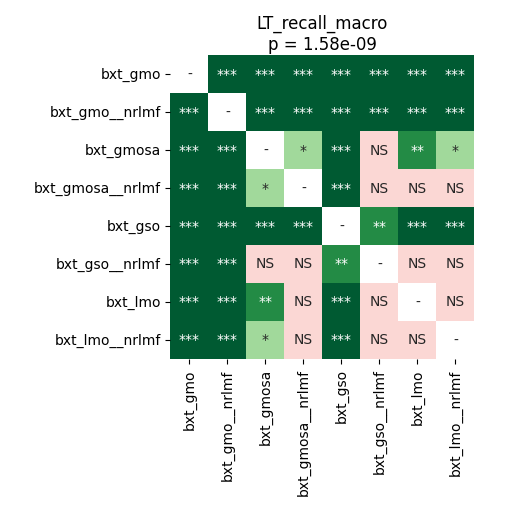 LT_recall_macro
p = 1.58e-09
bxt_gmo - *** *** *** *** *** *** ***
bxt_gmo__nrlmf *** - *** *** *** *** *** ***
bxt_gmosa *** *** - * *** NS ** *
bxt_gmosa__nrlmf *** *** * - *** NS NS NS
bxt_gso *** *** *** *** - ** *** ***
bxt_gso__nrlmf *** *** NS NS ** - NS NS
bxt_lmo *** *** ** NS *** NS - NS
bxt_lmo__nrlmf *** *** * NS *** NS NS -
bxt_gmo
bxt_gmo__nrlmf
bxt_gmosa
bxt_gmosa__nrlmf
bxt_gso
bxt_gso__nrlmf
bxt_lmo
bxt_lmo__nrlmf